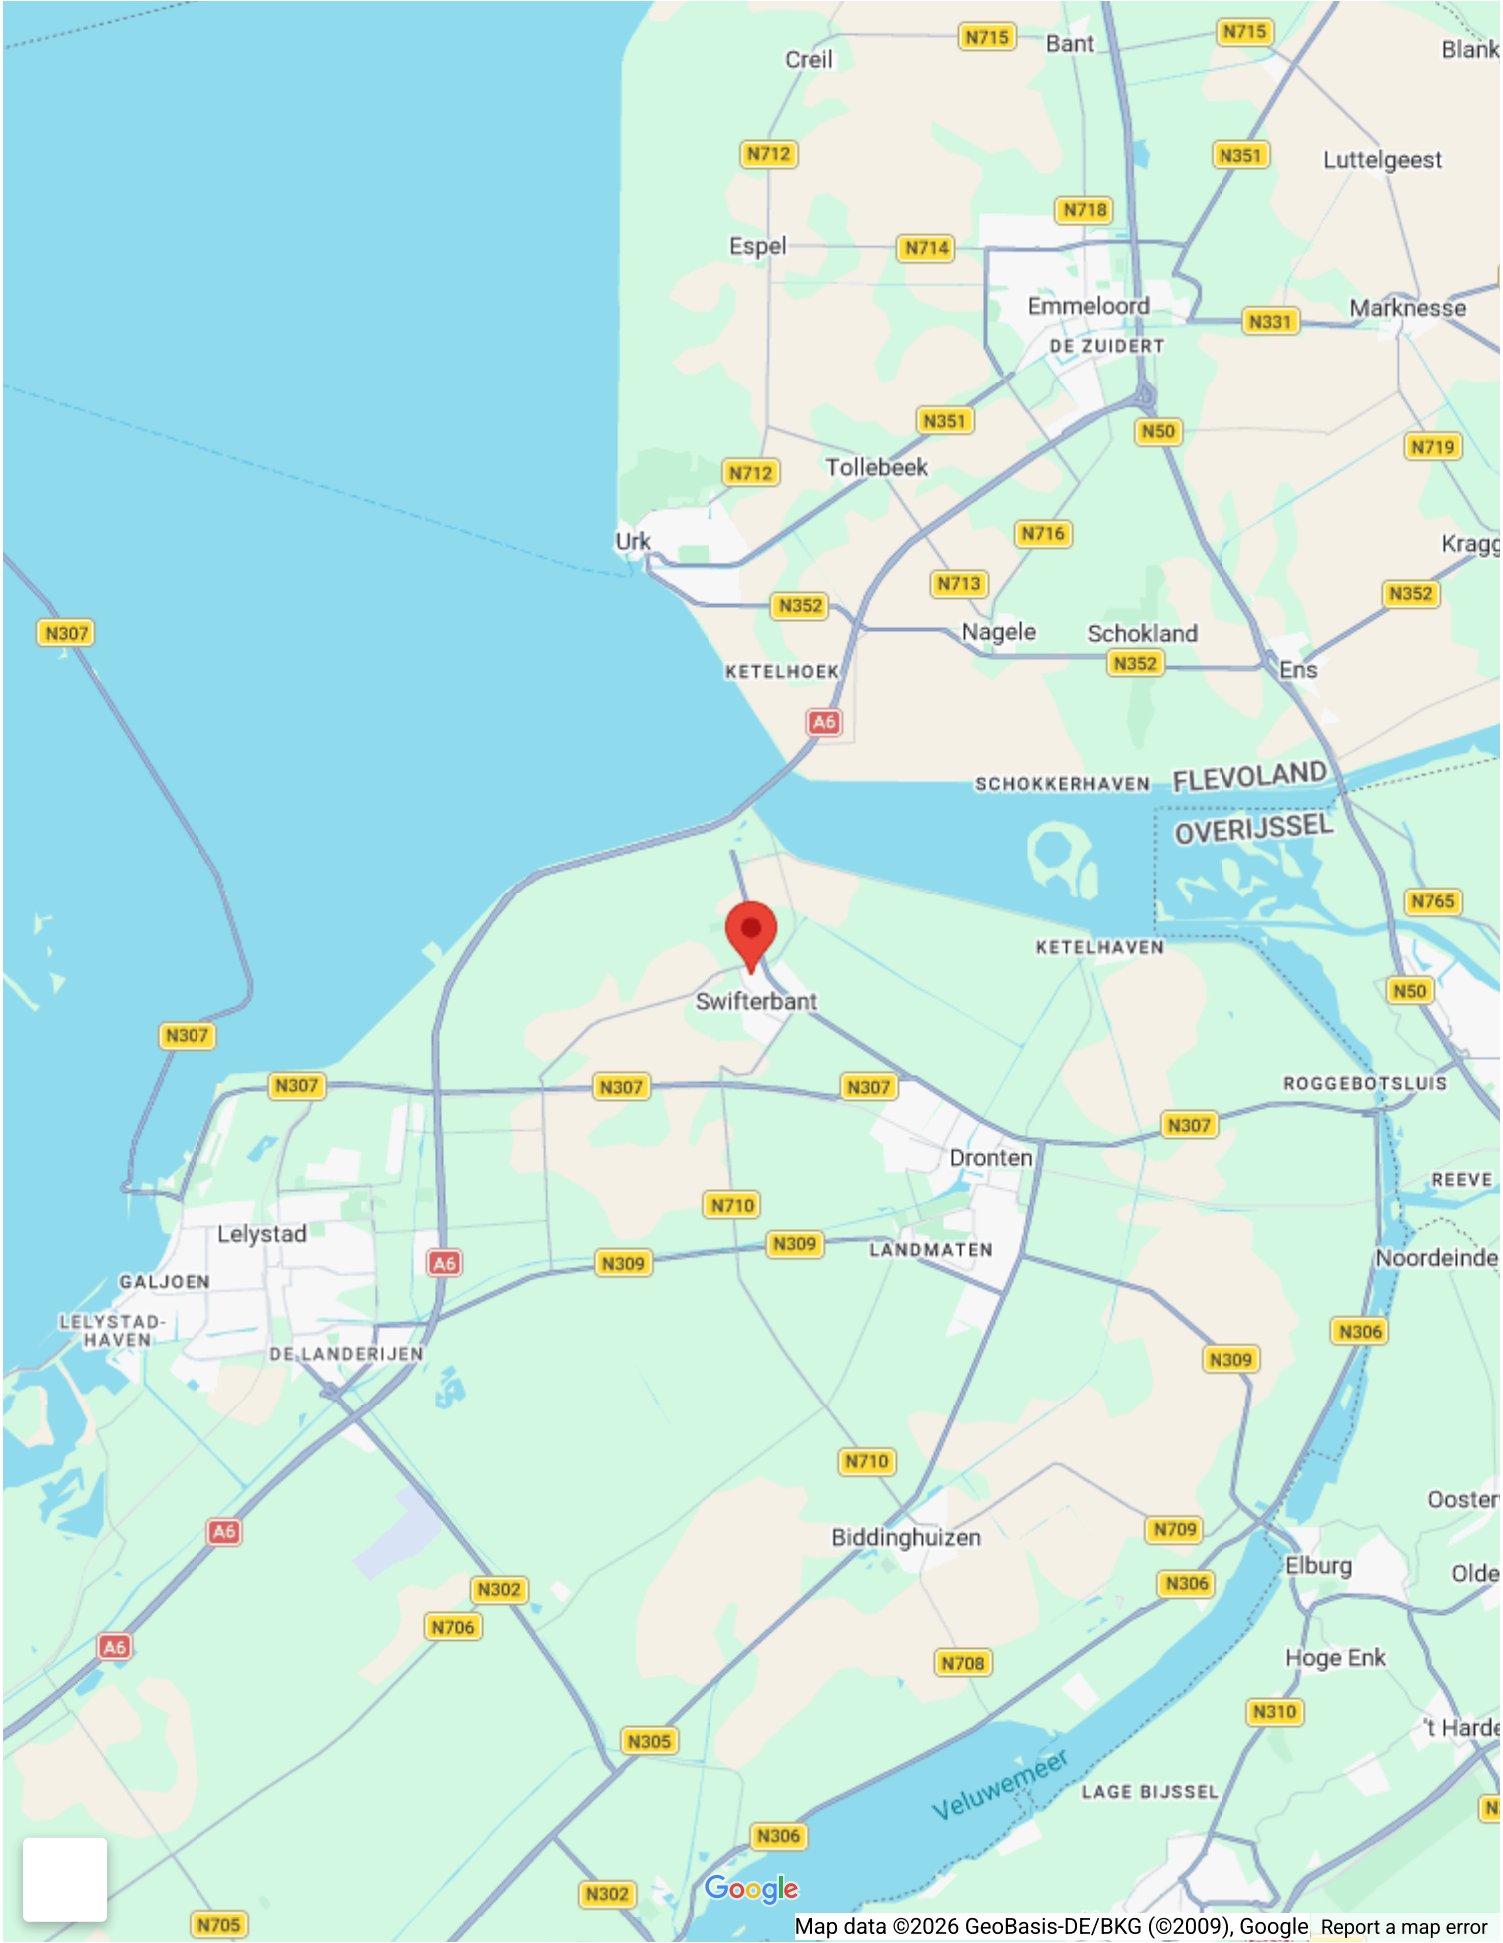 N715
Bant
N715
Blank
Creil
N712
N351
Luttelgeest
N718
Espel
N714
Emmeloord
N331
Marknesse
DE ZUIDERT
N351
N50
N719
N712
Tollebeek
Urk
N716
Kragg
N713
N352
N352
N307
Nagele
Schokland
N352
Ens
KETELHOEK
A6
SCHOKKERHAVEN
FLEVOLAND
OVERIJSSEL
N765
KETELHAVEN
N50
Swifterbant
N307
N307
N307
N307
ROGGEBOTSLUIS
N307
Dronten
REEVE
N710
Lelystad
N309
LANDMATEN
Noordeinde
A6
N309
GALJOEN
LELYSTAD-
HAVEN
N306
DE LANDERIJEN
N309
N710
Ooster
A6
N709
Biddinghuizen
Elburg
Olde
N302
N306
N706
A6
N708
Hoge Enk
N310
't Harde
N305
Veluwemeer
LAGE BIJSSEL
N306
Google
N302
N705
Map data ©2026 GeoBasis-DE/BKG (©2009), Google
Report a map error